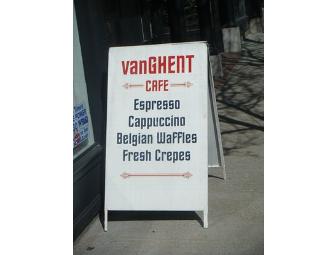 vanGHENT
CAFE
Espresso
Cappuccino
Belgian Waffles
Fresh Crepes